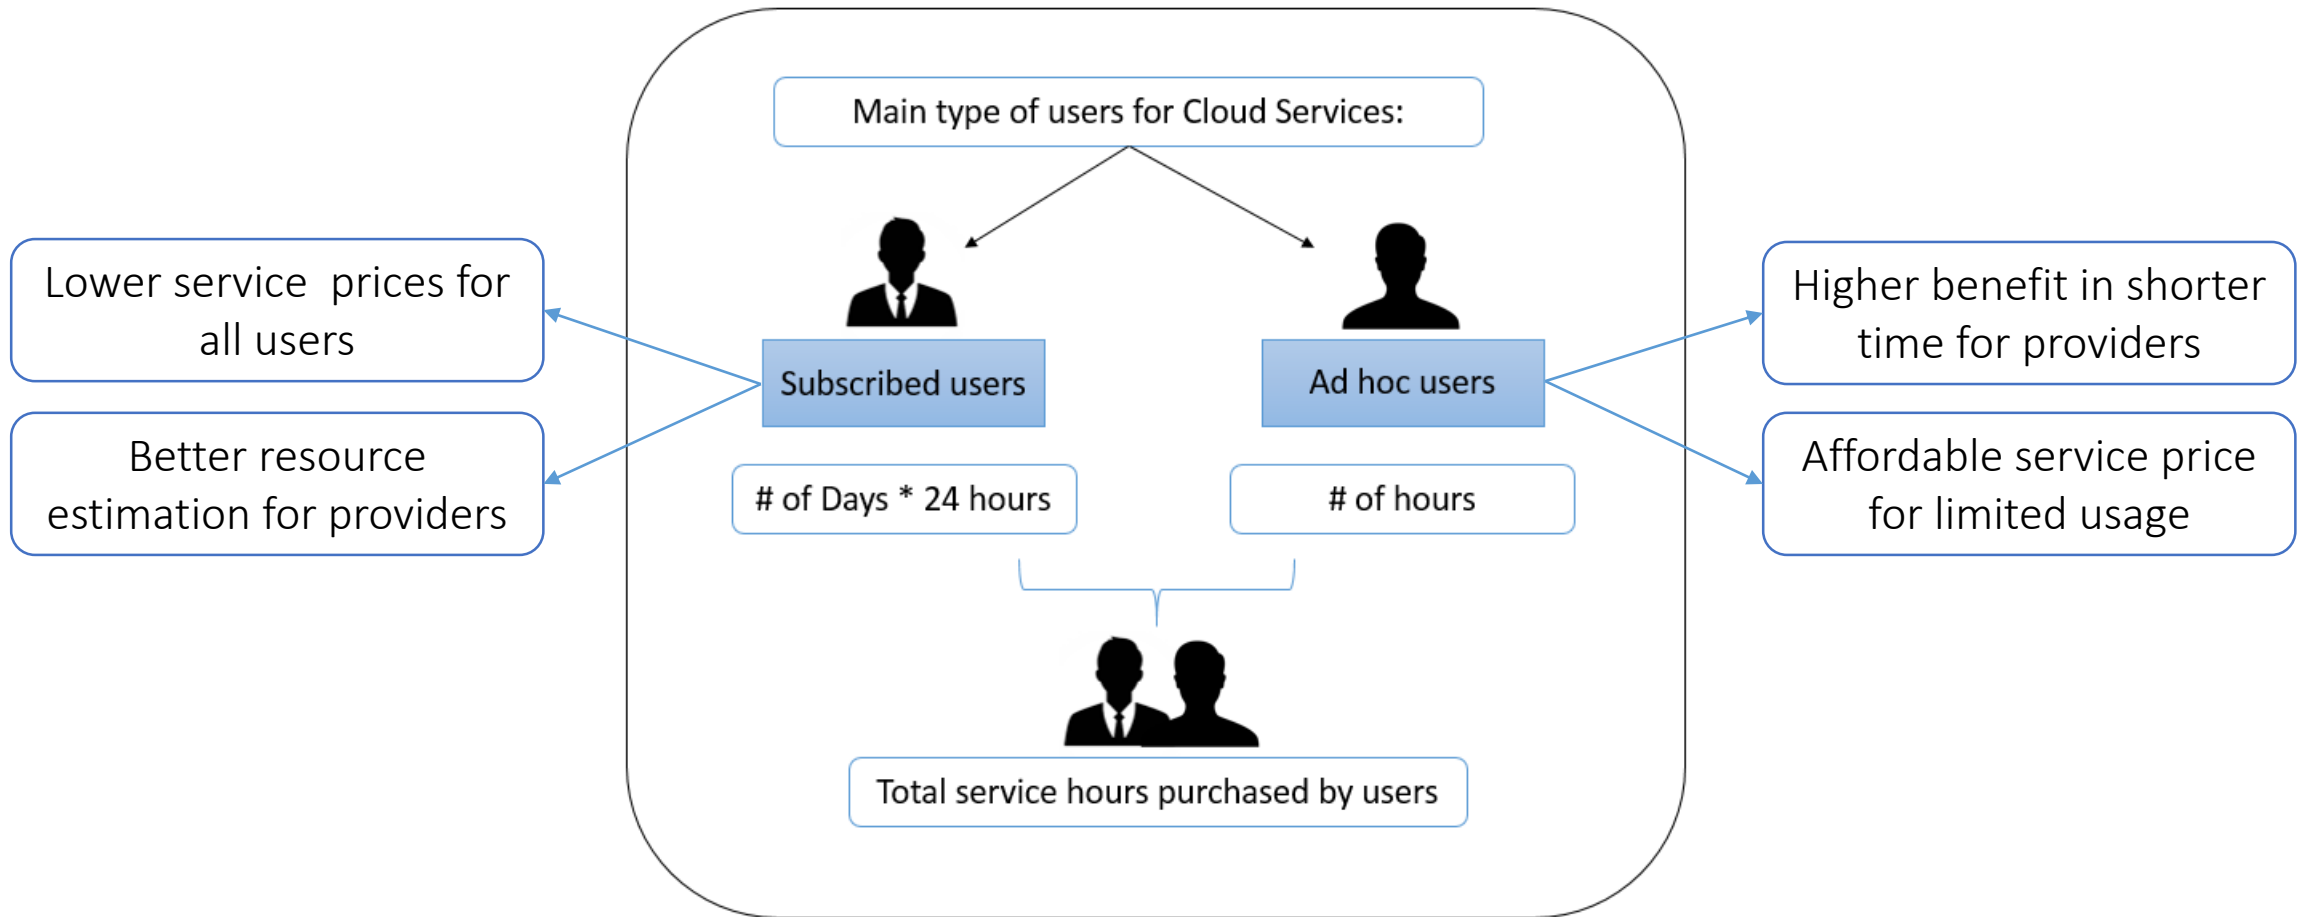 Main type of users for Cloud Services:
Lower service  prices for
all users
Better resource
estimation for providers
Subscribed users
Ad hoc users
Higher benefit in shorter
time for providers
Affordable service price
for limited usage
# of Days * 24 hours
# of hours
Total service hours purchased by users